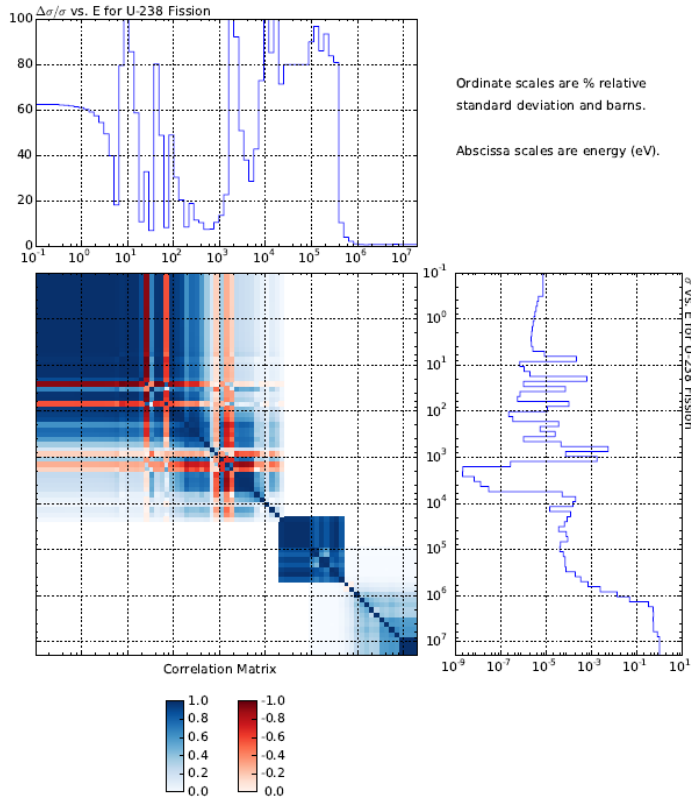 Δσ/σ vs. E for U-238 Fission
100
80
60
40
20
0
10⁻¹ 10⁰ 10¹ 10² 10³ 10⁴ 10⁵ 10⁶ 10⁷
Ordinate scales are % relative
standard deviation and barns.
Abscissa scales are energy (eV).
σ vs. E for U-238 Fission
10⁻¹
10⁰
10¹
10²
10³
10⁴
10⁵
10⁶
10⁷
10⁻⁹ 10⁻⁷ 10⁻⁵ 10⁻³ 10⁻¹ 10¹
Correlation Matrix
1.0 -1.0
0.8 -0.8
0.6 -0.6
0.4 -0.4
0.2 -0.2
0.0 0.0